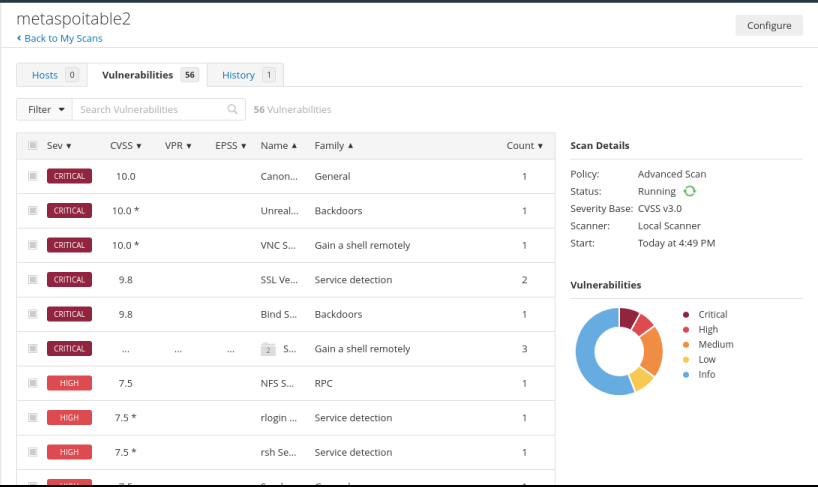 metaspoitable2
Back to My Scans
Configure
Hosts 0 Vulnerabilities 56 History 1
Filter Search Vulnerabilities 56 Vulnerabilities
Sev CVSS VPR EPSS Name Family Count
CRITICAL 10.0 Canon... General 1
CRITICAL 10.0 * Unreal... Backdoors 1
CRITICAL 10.0 * VNC S... Gain a shell remotely 1
CRITICAL 9.8 SSL Ve... Service detection 2
CRITICAL 9.8 Bind S... Backdoors 1
CRITICAL ... ... ... 2 S... Gain a shell remotely 3
HIGH 7.5 NFS S... RPC 1
HIGH 7.5 * rlogin ... Service detection 1
HIGH 7.5 * rsh Se... Service detection 1
Scan Details
Policy: Advanced Scan
Status: Running
Severity Base: CVSS v3.0
Scanner: Local Scanner
Start: Today at 4:49 PM
Vulnerabilities
Critical
High
Medium
Low
Info